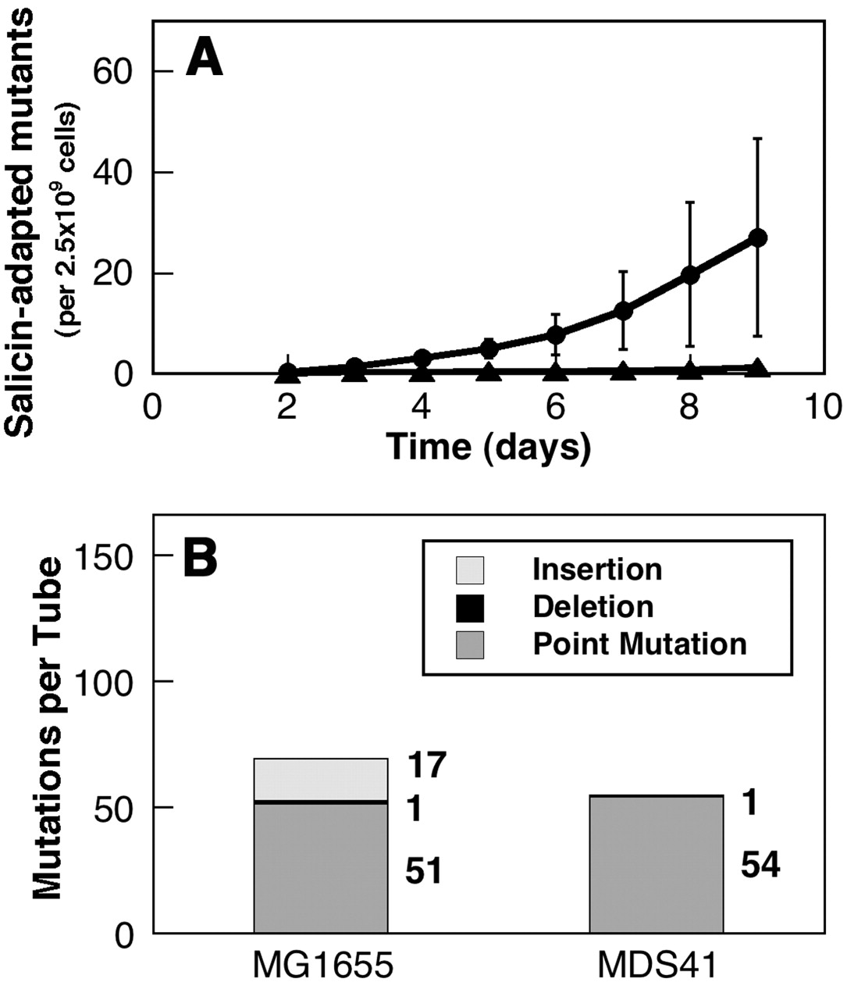 A
Salicin-adapted mutants
(per 2.5x10⁹ cells)
60
40
20
0
0 2 4 6 8 10
Time (days)
B
Mutations per Tube
150
100
50
0
Insertion
Deletion
Point Mutation
17
1
51
1
54
MG1655 MDS41